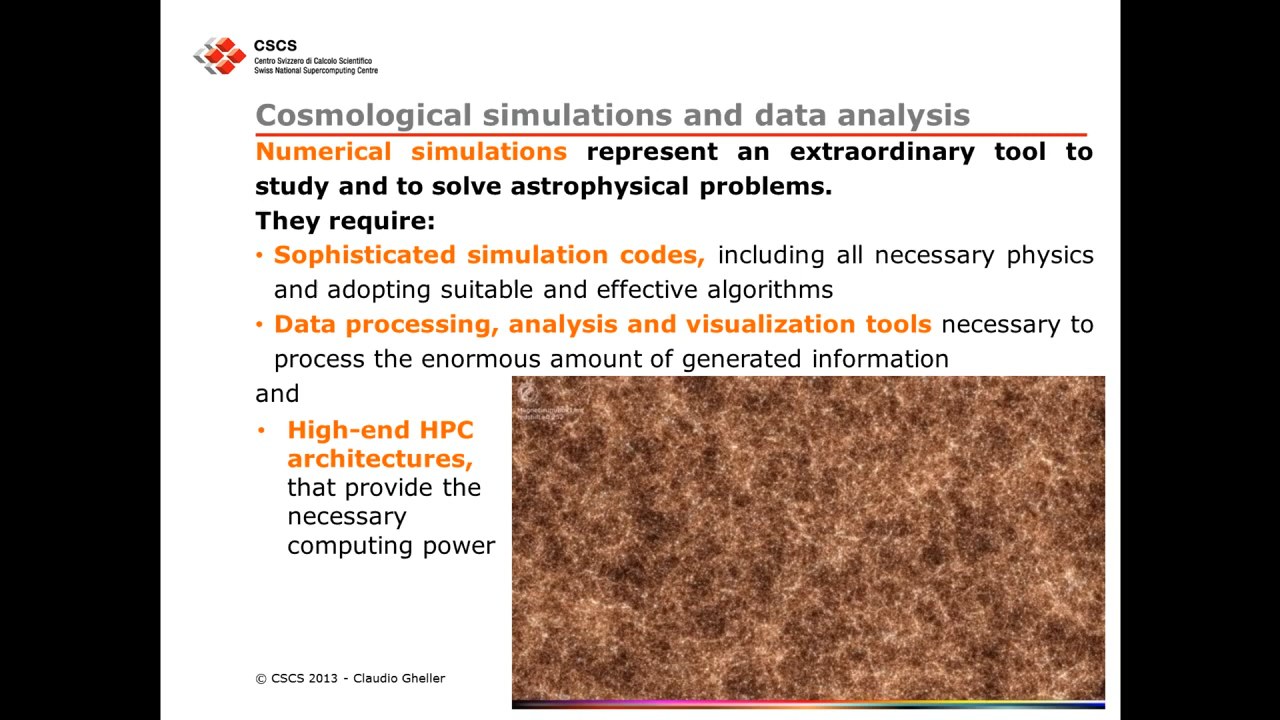 CSCS
Centro Svizzero di Calcolo Scientifico
Swiss National Supercomputing Centre
Cosmological simulations and data analysis
Numerical simulations represent an extraordinary tool to
study and to solve astrophysical problems.
They require:
• Sophisticated simulation codes, including all necessary physics
and adopting suitable and effective algorithms
• Data processing, analysis and visualization tools necessary to
process the enormous amount of generated information
and
• High-end HPC
architectures,
that provide the
necessary
computing power
© CSCS 2013 - Claudio Gheller